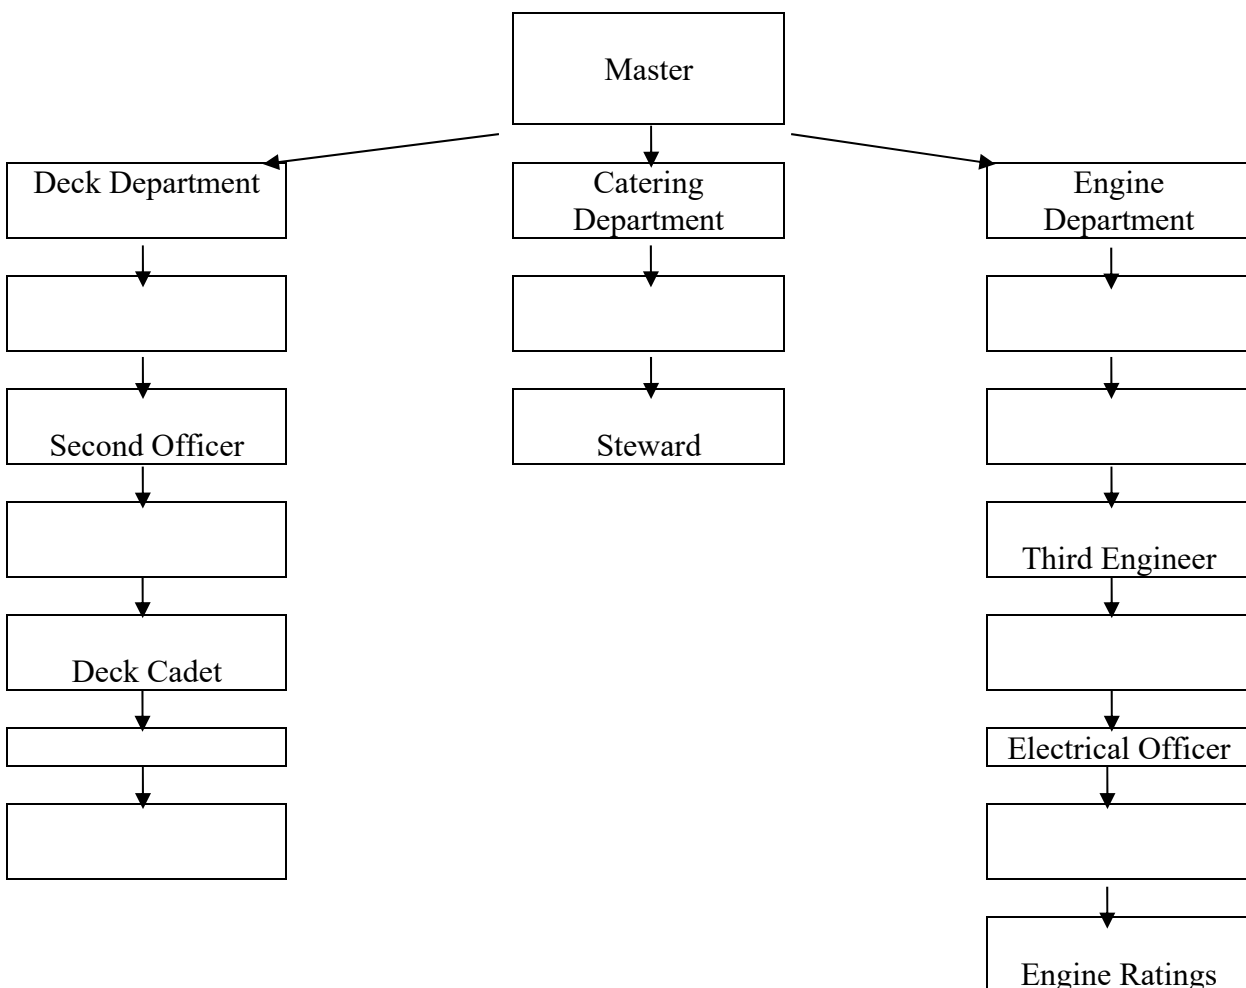 Master
Deck Department
Catering
Department
Engine
Department
Second Officer
Steward
Third Engineer
Deck Cadet
Electrical Officer
Engine Ratings